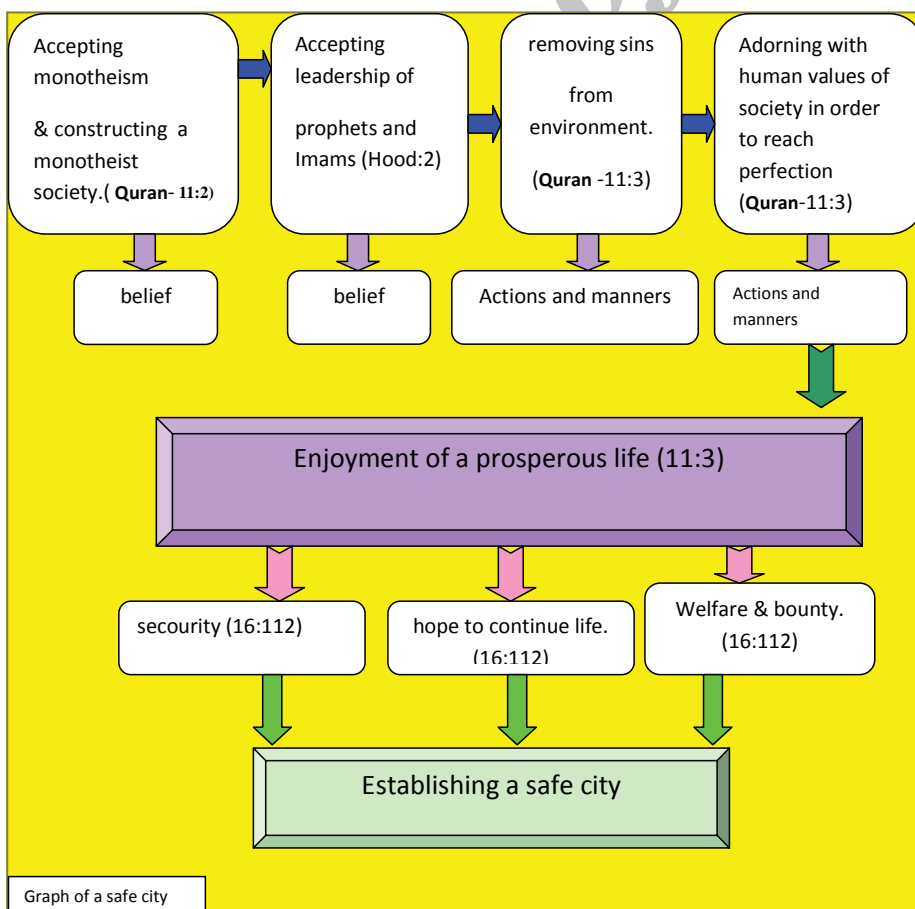 Accepting
monotheism
& constructing a
monotheist
society.( Quran- 11:2)
Accepting
leadership of
prophets and
Imams (Hood:2)
removing sins
from
environment.
(Quran -11:3)
Adorning with
human values of
society in order
to reach
perfection
(Quran-11:3)
belief
belief
Actions and manners
Actions and
manners
Enjoyment of a prosperous life (11:3)
secourity (16:112)
hope to continue life.
(16:112)
Welfare & bounty.
(16:112)
Establishing a safe city
Graph of a safe city